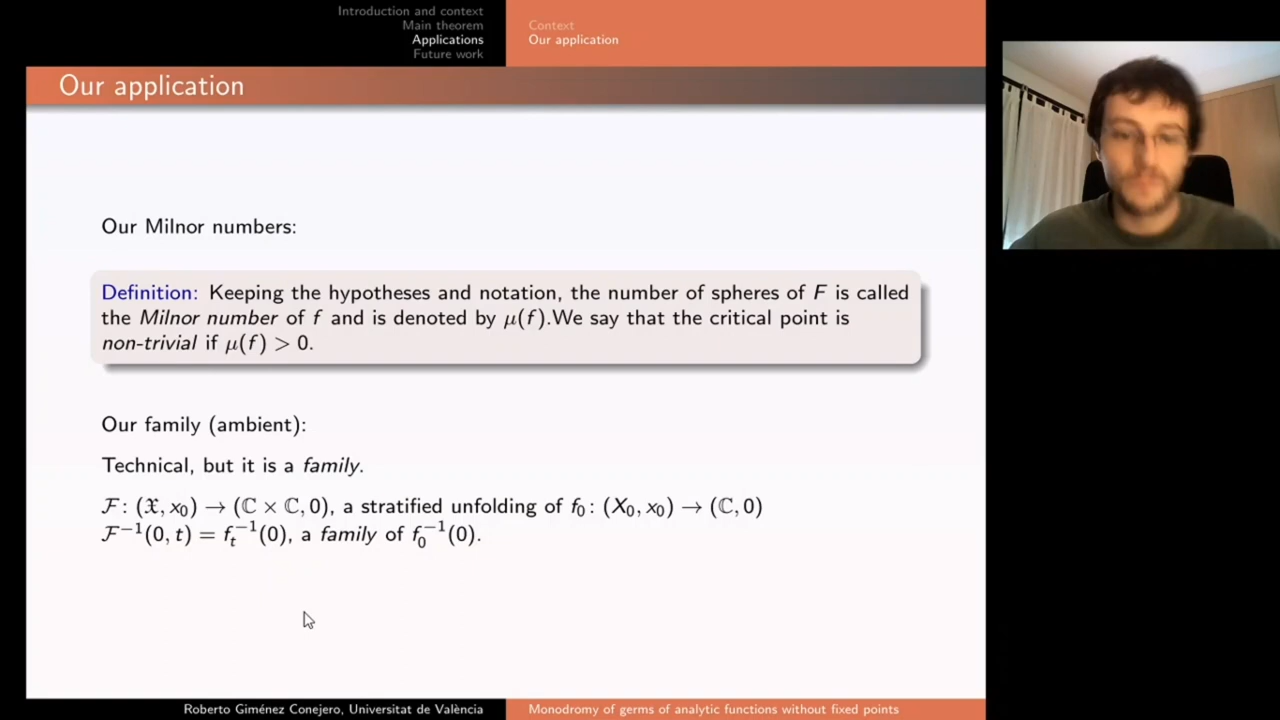 Introduction and context
Main theorem
Applications
Future work
Context
Our application
Our application
Our Milnor numbers:
Definition: Keeping the hypotheses and notation, the number of spheres of F is called
the Milnor number of f and is denoted by μ(f).We say that the critical point is
non-trivial if μ(f) > 0.
Our family (ambient):
Technical, but it is a family.
ℱ: (𝔛, x₀) → (ℂ × ℂ, 0), a stratified unfolding of f₀: (X₀, x₀) → (ℂ, 0)
ℱ⁻¹(0, t) = fₜ⁻¹(0), a family of f₀⁻¹(0).
Roberto Giménez Conejero, Universitat de València
Monodromy of germs of analytic functions without fixed points